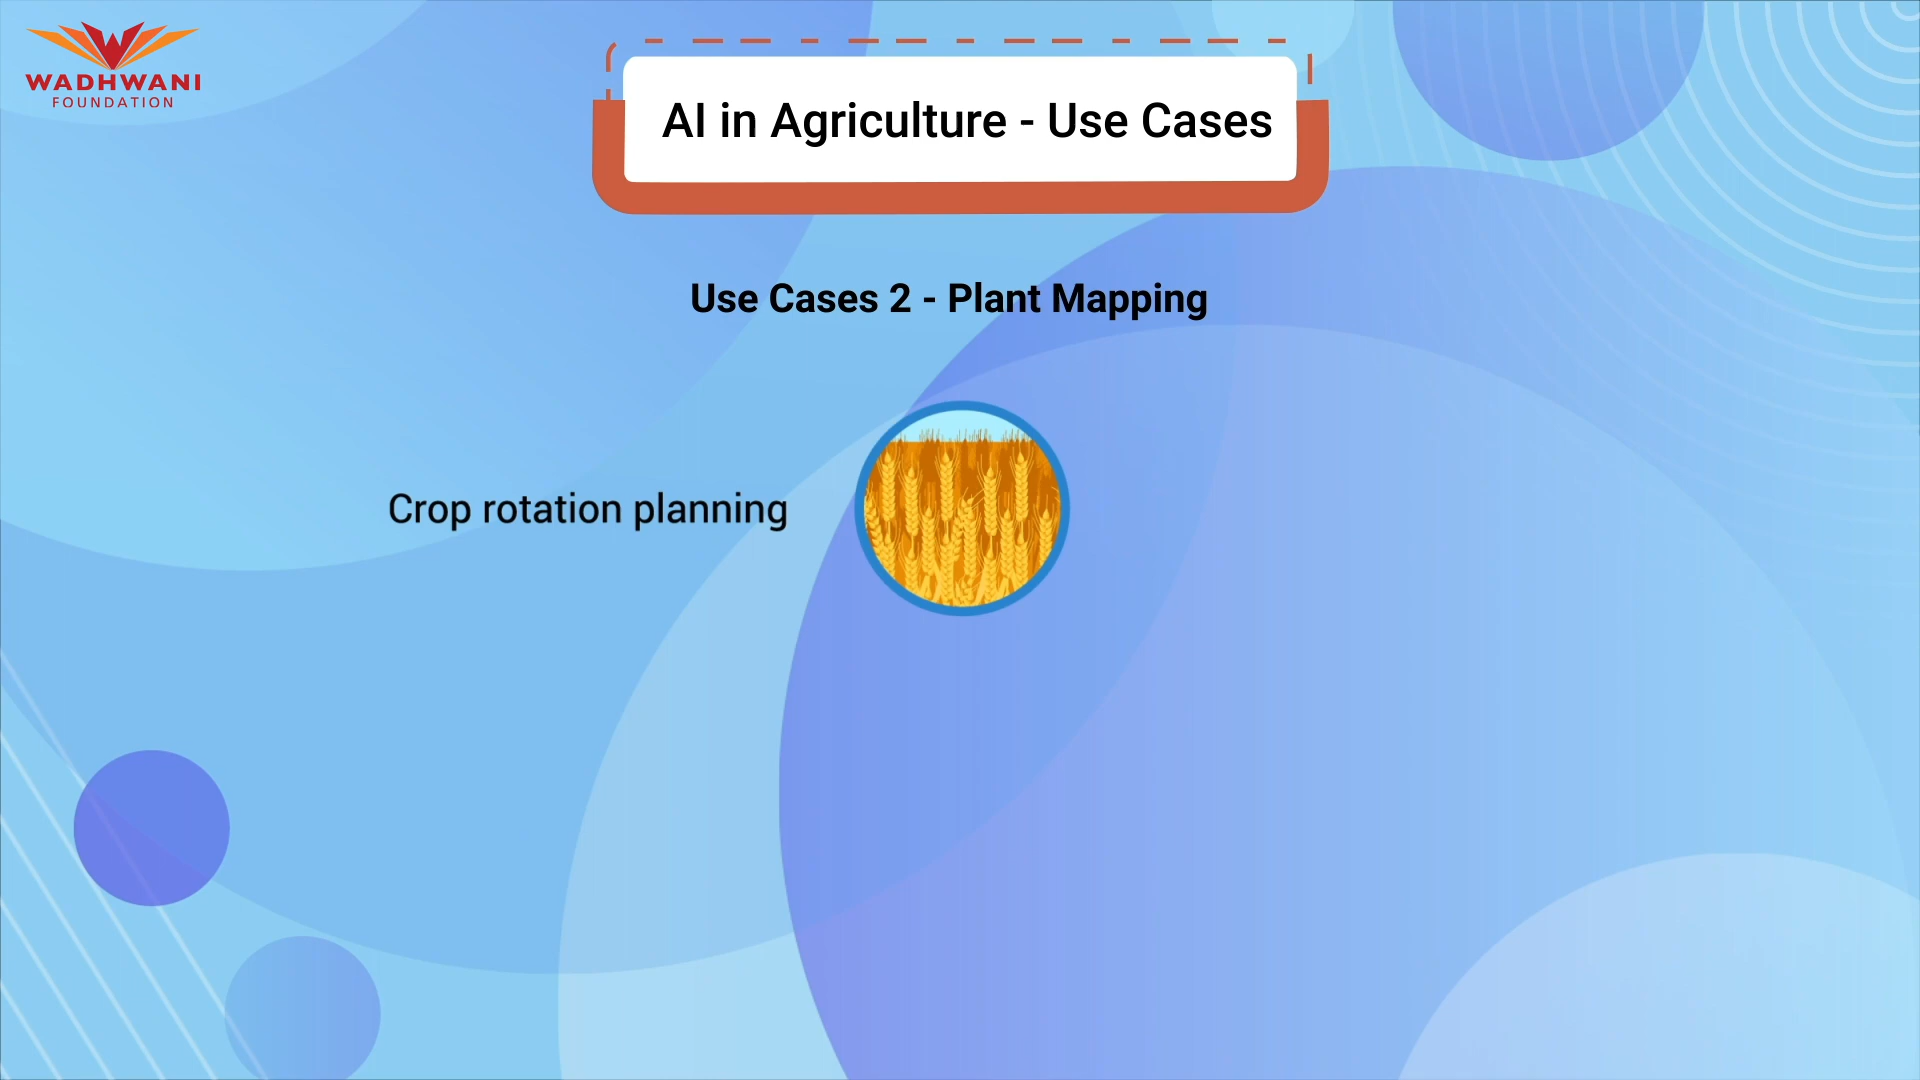 WADHWANI
FOUNDATION
AI in Agriculture - Use Cases
Use Cases 2 - Plant Mapping
Crop rotation planning